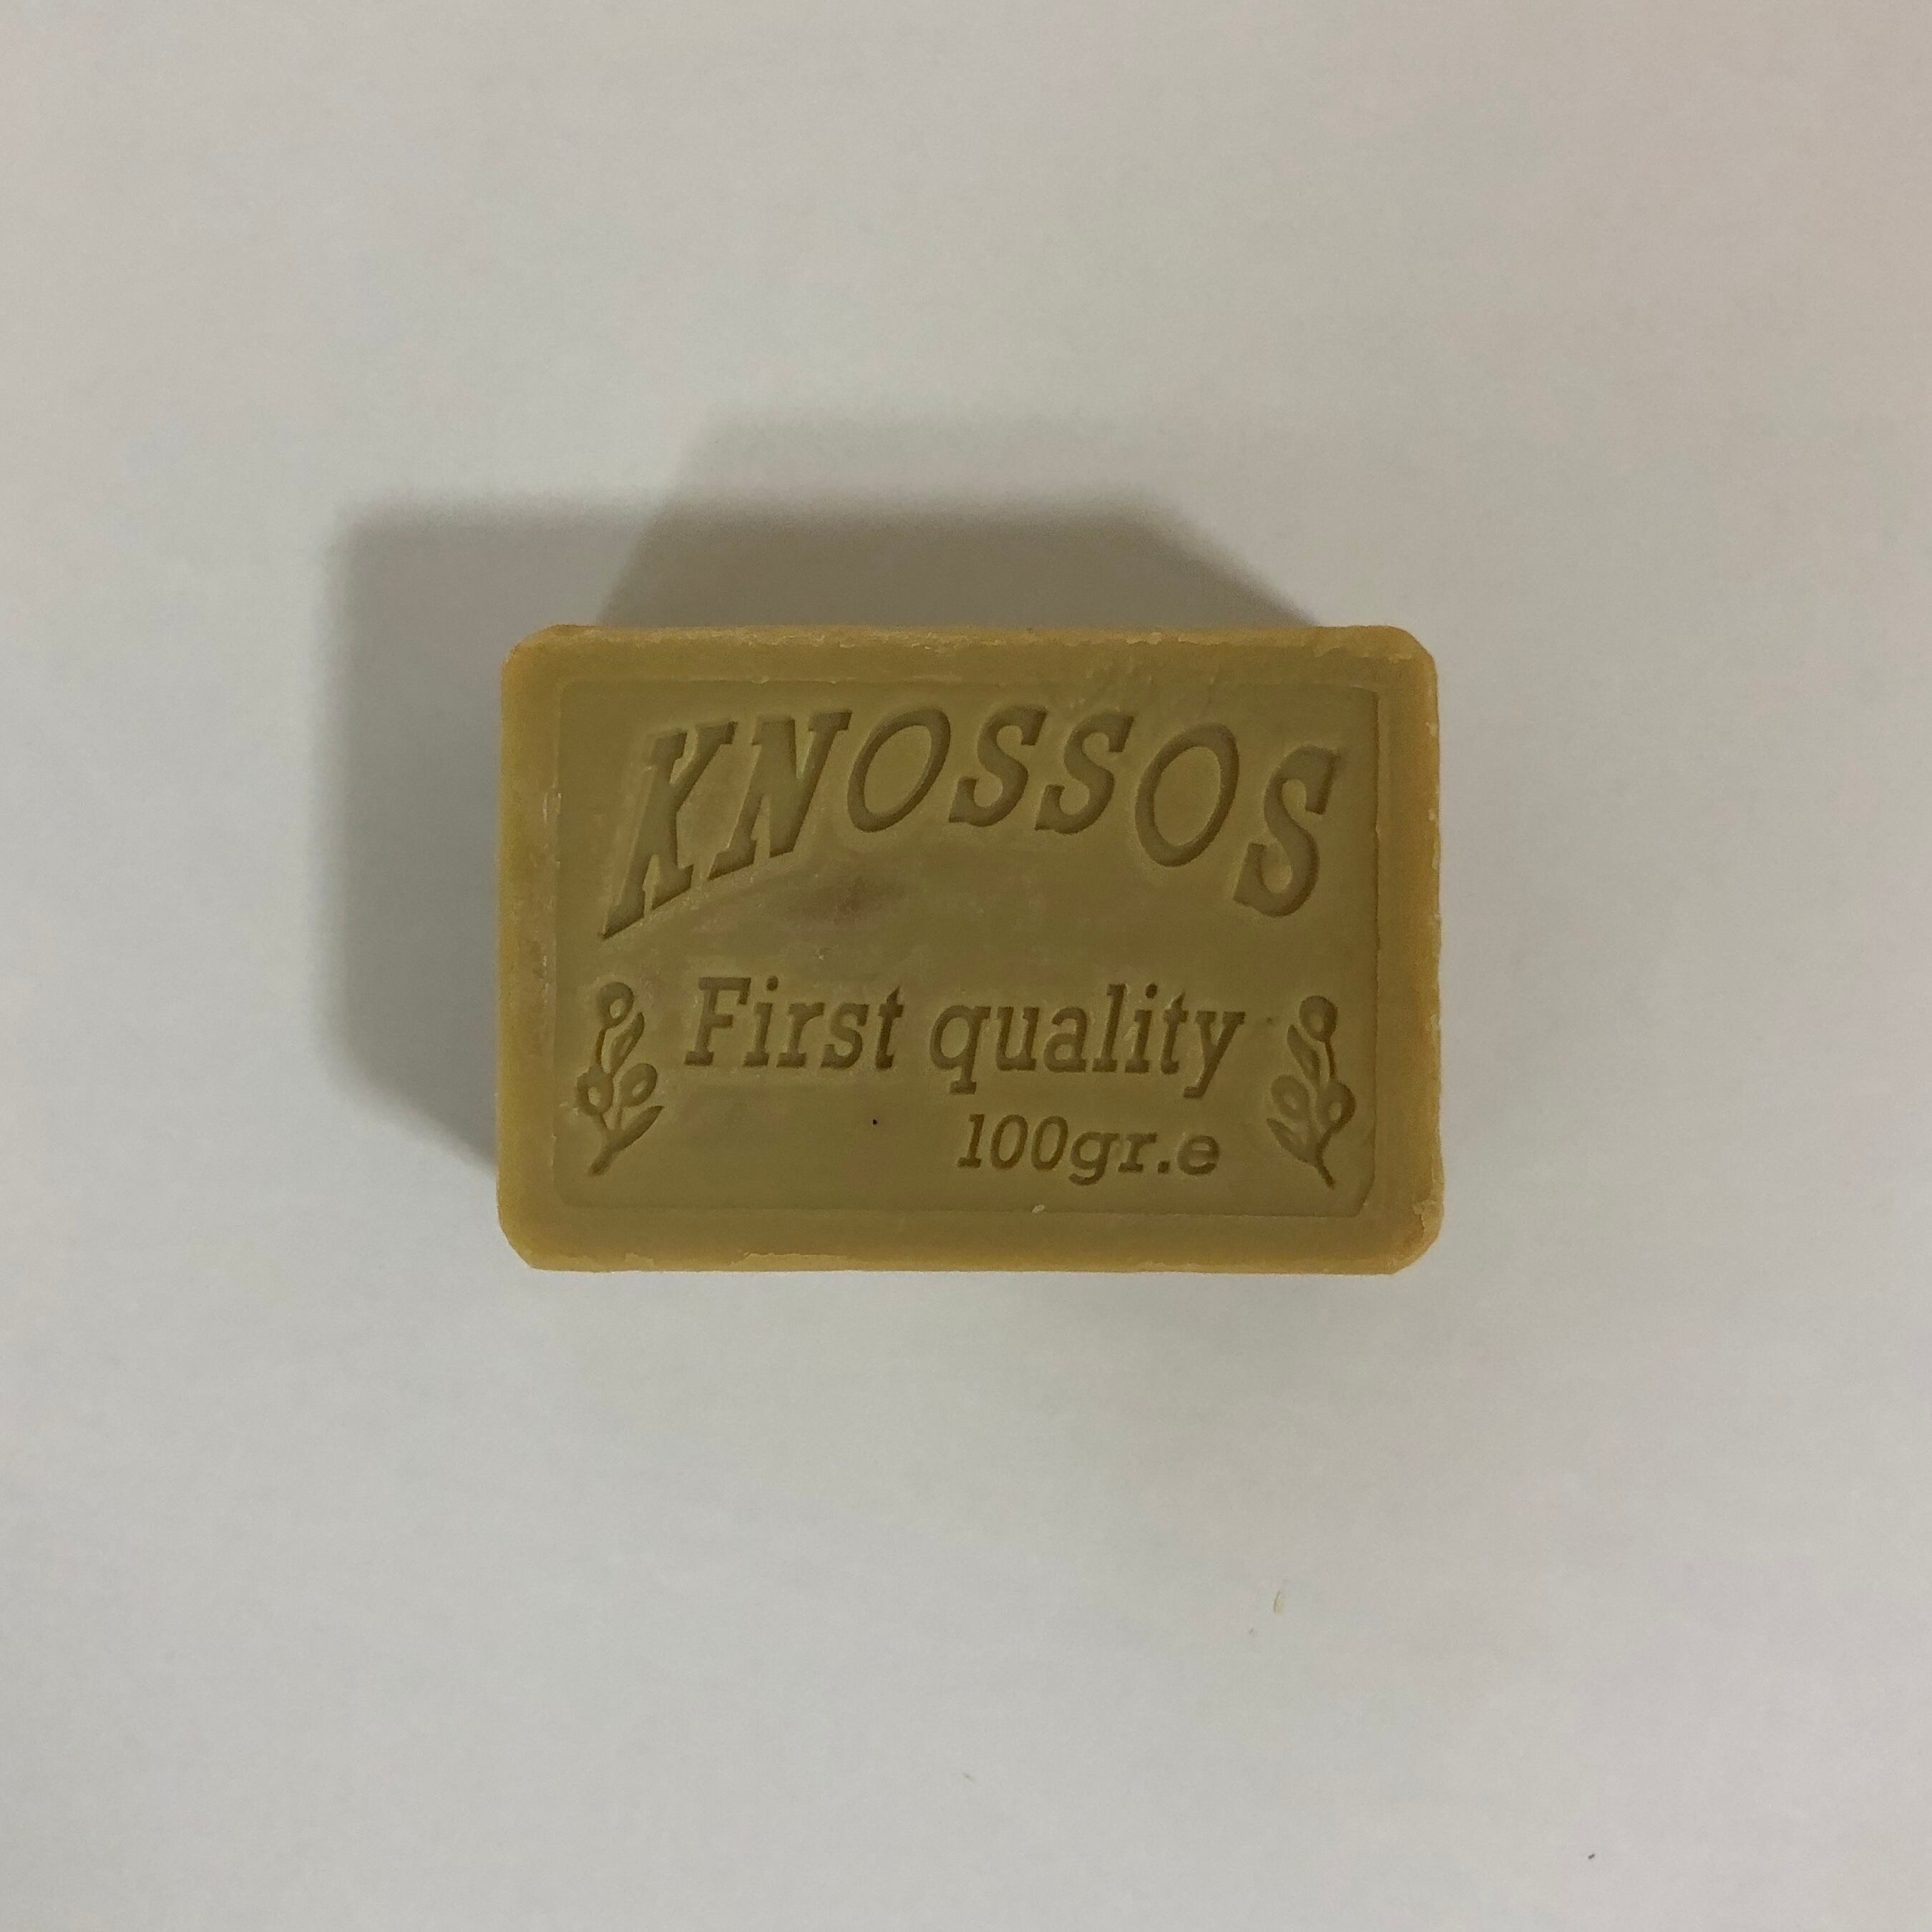 KNOSSOS
First quality
100gr.e